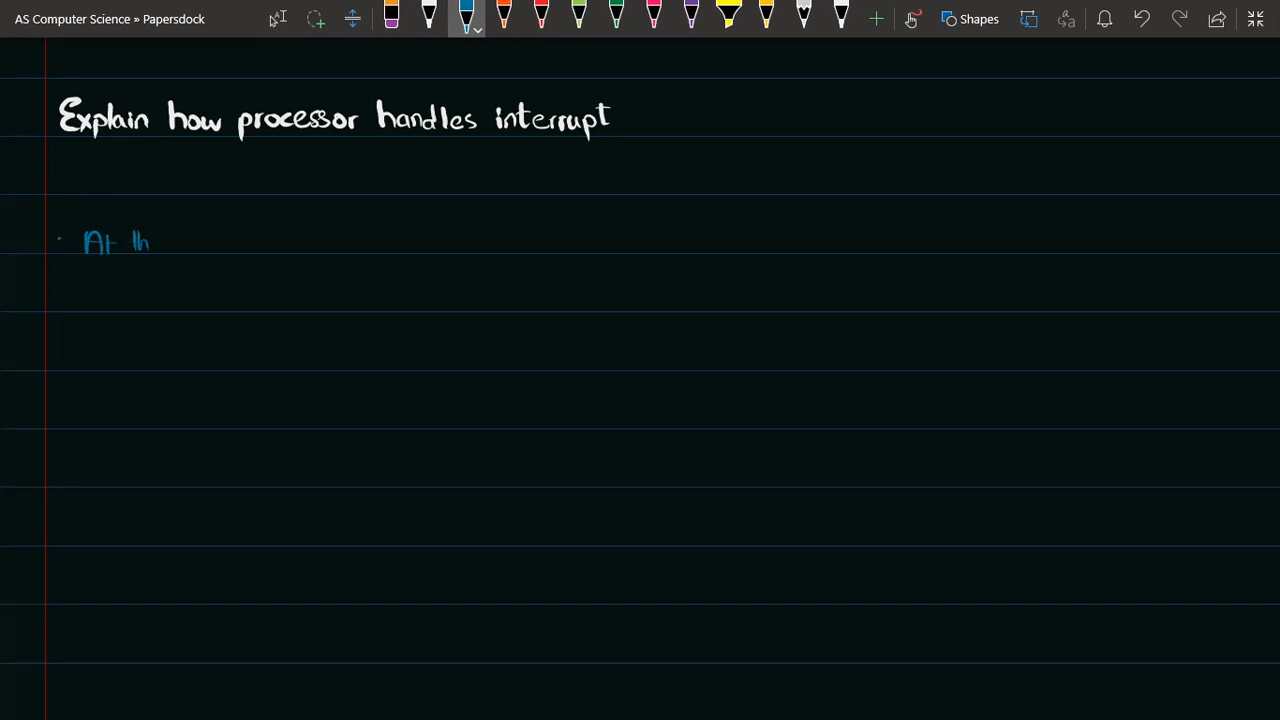 AS Computer Science » Papersdock
Shapes
Explain how processor handles interrupt
· At th